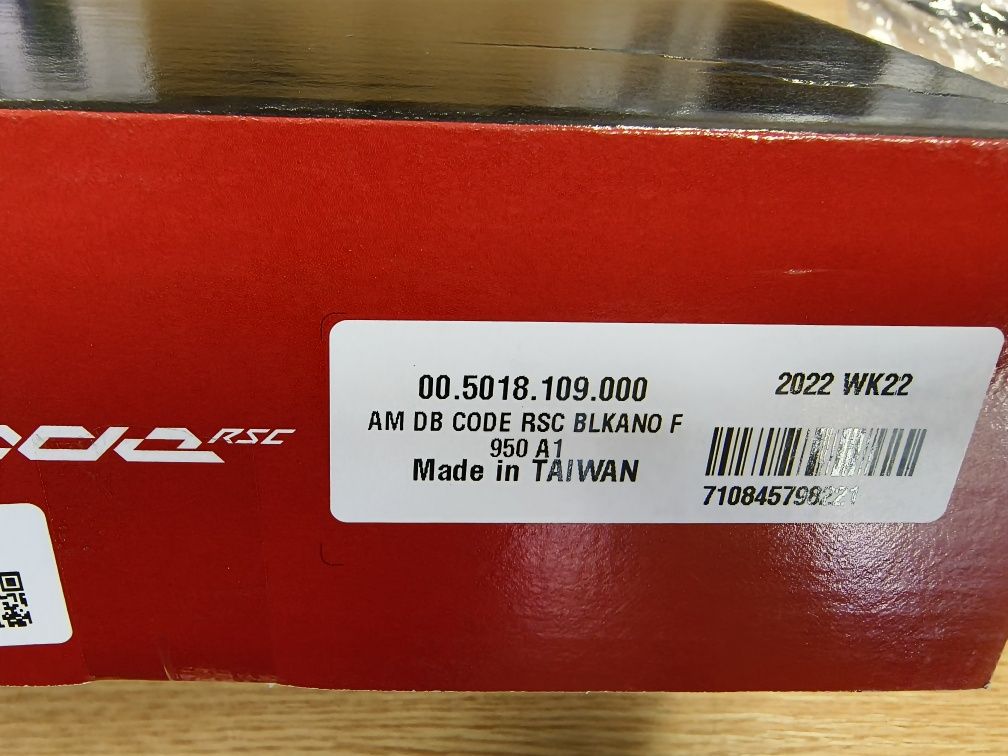 00.5018.109.000
2022 WK22
AM DB CODE RSC BLKANO F
950 A1
Made in TAIWAN
RSC